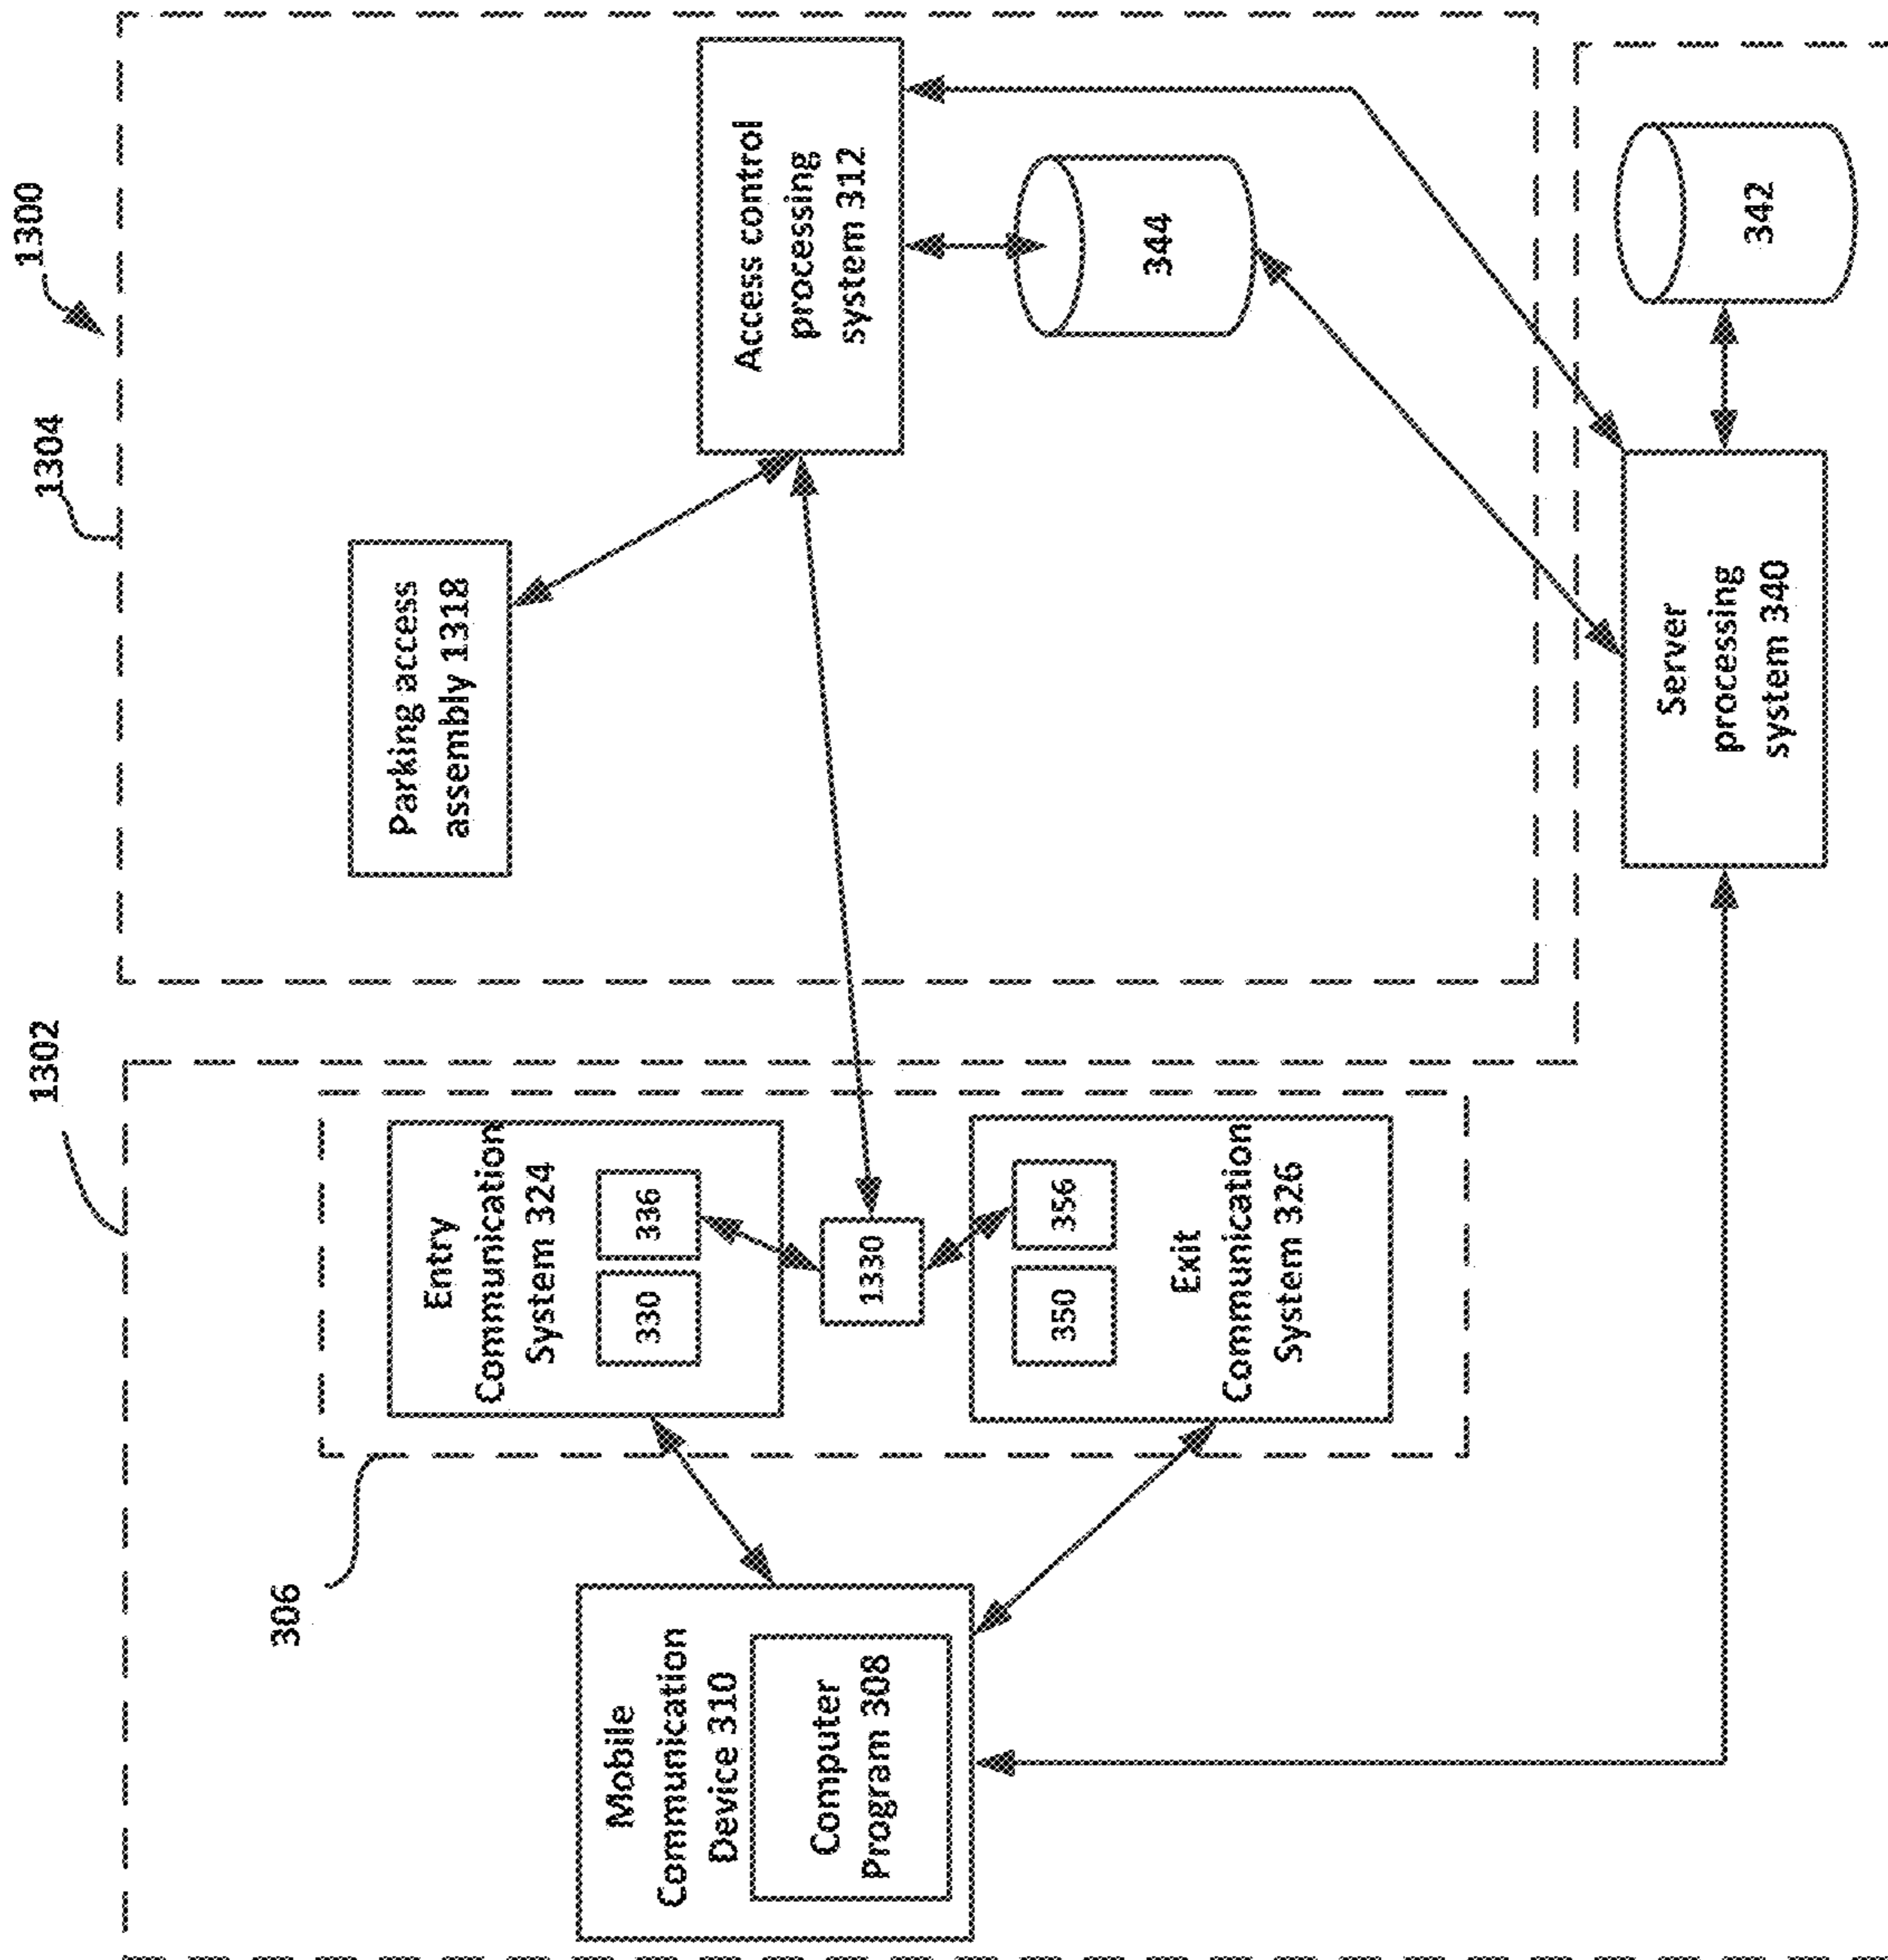 1300
1304
1302
306
Parking access
assembly 1318
Access control
processing
system 312
344
Entry
Communication
System 324
330
336
1330
350
356
Exit
Communication
System 326
Mobile
Communication
Device 310
Computer
Program 308
Server
processing
system 340
342